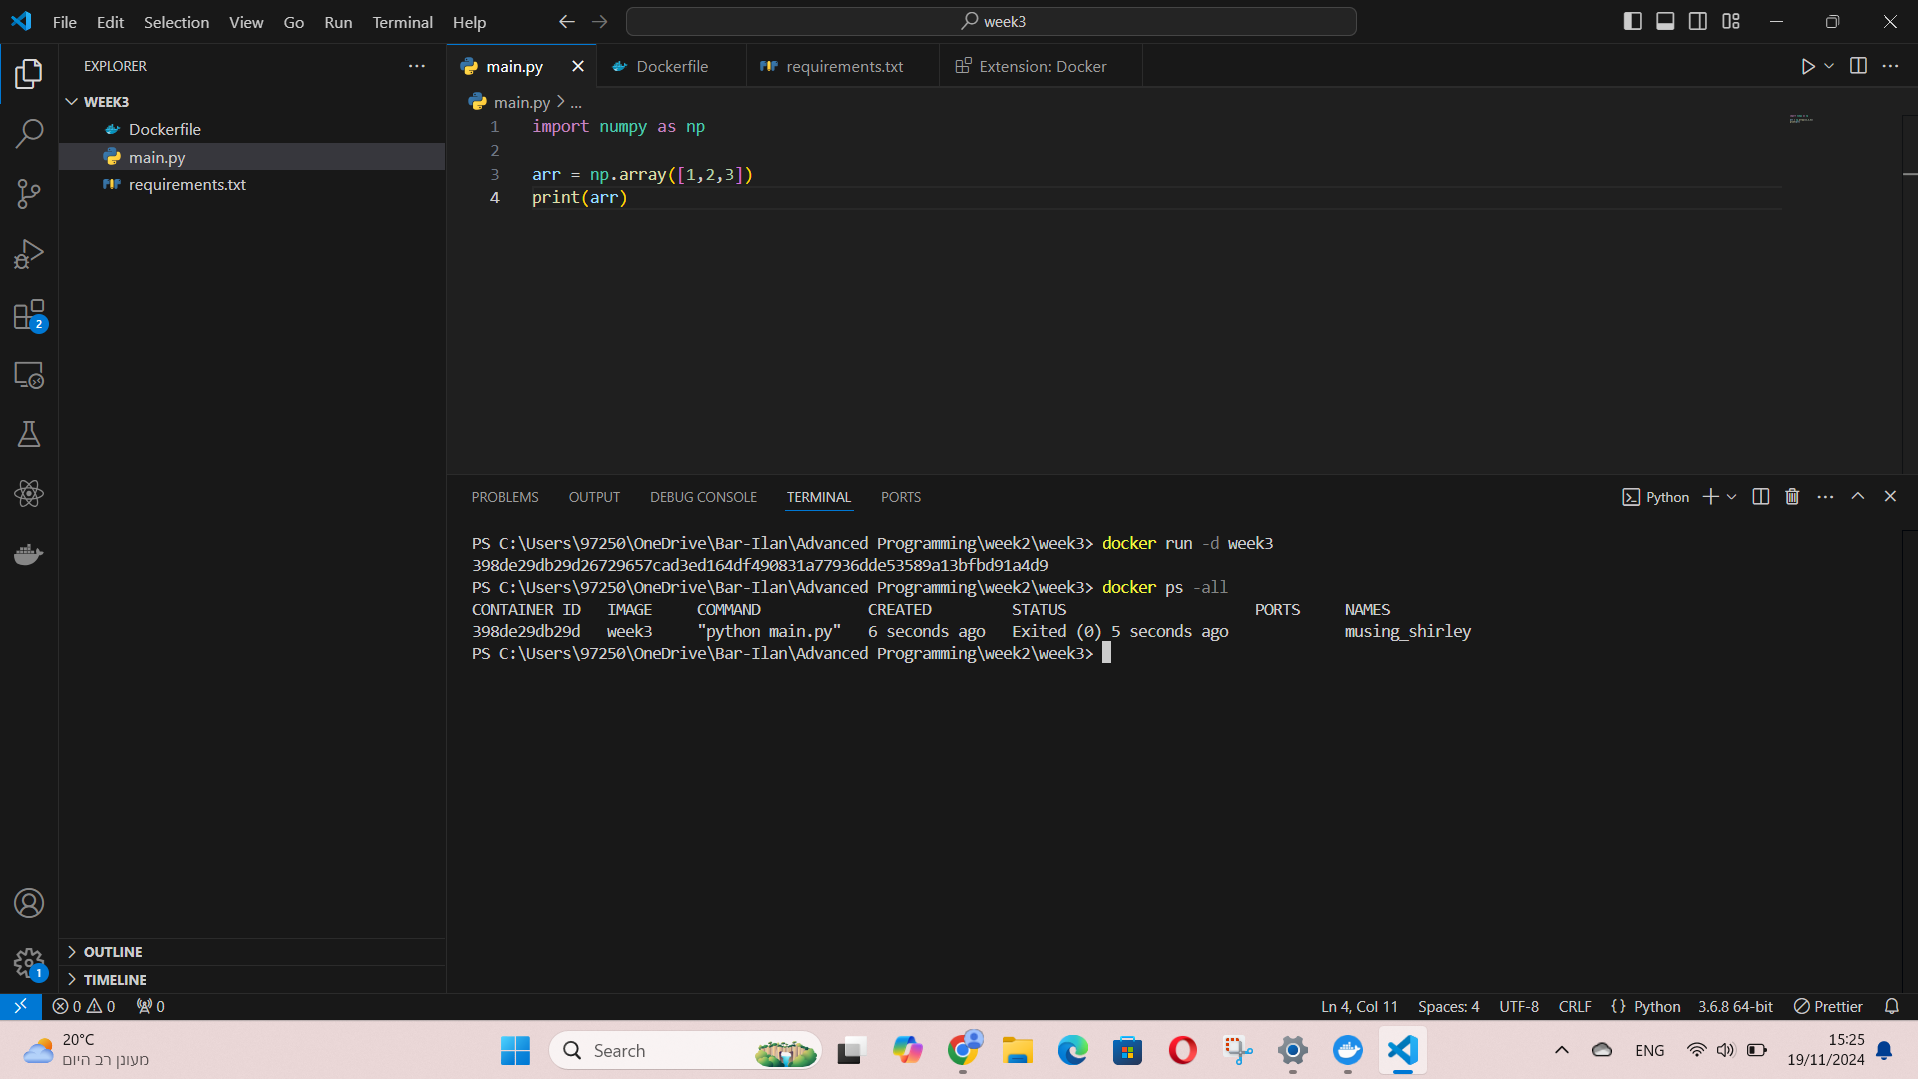 File Edit Selection View Go Run Terminal Help
week3
EXPLORER
WEEK3
Dockerfile
main.py
requirements.txt
2
OUTLINE
TIMELINE
1
main.py
Dockerfile
requirements.txt
Extension: Docker
main.py > ...
1 import numpy as np
2
3 arr = np.array([1,2,3])
4 print(arr)
PROBLEMS OUTPUT DEBUG CONSOLE TERMINAL PORTS
Python
PS C:\Users\97250\OneDrive\Bar-Ilan\Advanced Programming\week2\week3> docker run -d week3
398de29db29d26729657cad3ed164df490831a77936dde53589a13bfbd91a4d9
PS C:\Users\97250\OneDrive\Bar-Ilan\Advanced Programming\week2\week3> docker ps -all
CONTAINER ID IMAGE COMMAND CREATED STATUS PORTS NAMES
398de29db29d week3 "python main.py" 6 seconds ago Exited (0) 5 seconds ago musing_shirley
PS C:\Users\97250\OneDrive\Bar-Ilan\Advanced Programming\week2\week3>
0 0 0
Ln 4, Col 11 Spaces: 4 UTF-8 CRLF {} Python 3.6.8 64-bit Prettier
20°C
מעונן רב היום
Search
ENG
15:25
19/11/2024